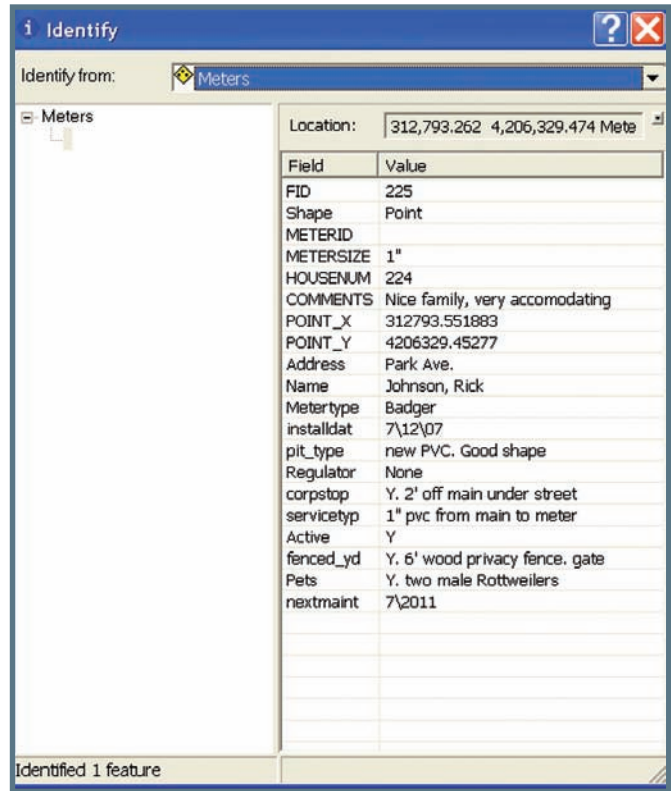 i Identify ?
Identify from: Meters
Meters
Location: 312,793.262 4,206,329.474 Mete
Field Value
FID 225
Shape Point
METERID
METERSIZE 1"
HOUSENUM 224
COMMENTS Nice family, very accomodating
POINT_X 312793.551883
POINT_Y 4206329.45277
Address Park Ave.
Name Johnson, Rick
Metertype Badger
installdat 7\12\07
pit_type new PVC. Good shape
Regulator None
corpstop Y. 2' off main under street
servicetyp 1" pvc from main to meter
Active Y
fenced_yd Y. 6' wood privacy fence. gate
Pets Y. two male Rottweilers
nextmaint 7\2011
Identified 1 feature